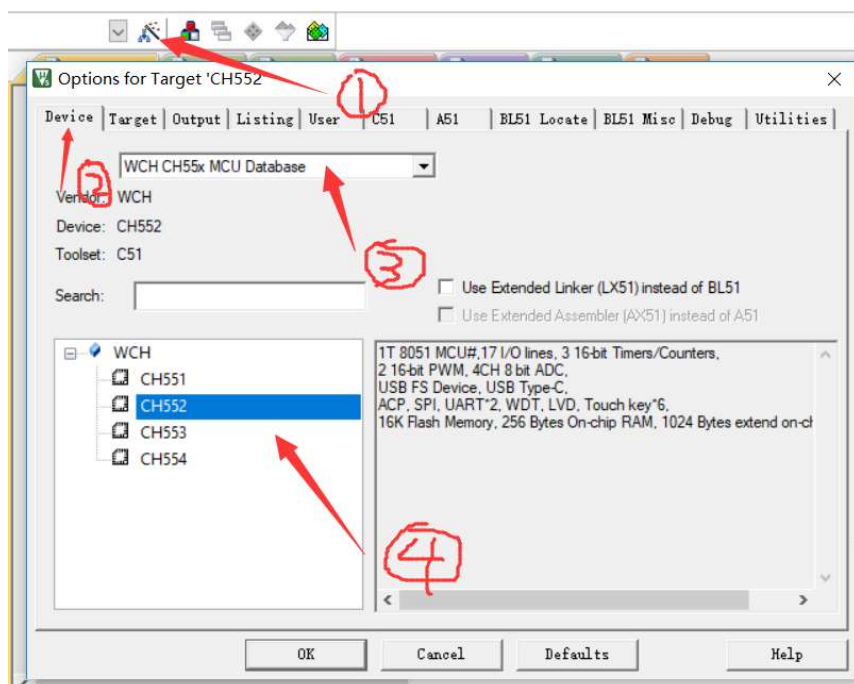 Options for Target 'CH552
①
Device Target Output Listing User C51 A51 BL51 Locate BL51 Misc Debug Utilities
②
WCH CH55x MCU Database
Vendor: WCH
Device: CH552
Toolset: C51
③
Search:
Use Extended Linker (LX51) instead of BL51
Use Extended Assembler (AX51) instead of A51
WCH
CH551
CH552
CH553
CH554
1T 8051 MCU#,17 I/O lines, 3 16-bit Timers/Counters,
2 16-bit PWM, 4CH 8 bit ADC,
USB FS Device, USB Type-C,
ACP, SPI, UART*2, WDT, LVD, Touch key*6,
16K Flash Memory, 256 Bytes On-chip RAM, 1024 Bytes extend on-cl
④
OK Cancel Defaults Help